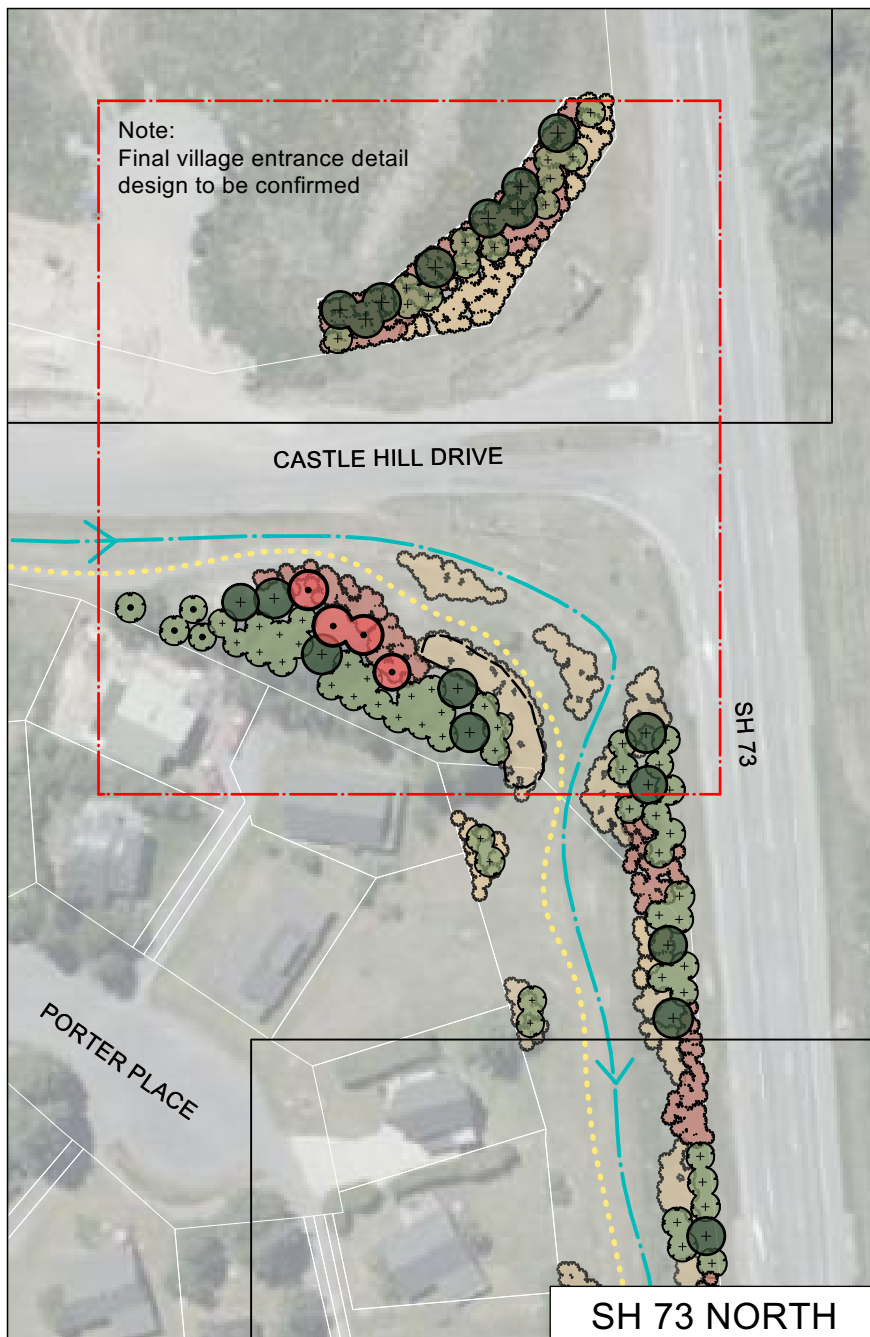 Note:
Final village entrance detail
design to be confirmed
CASTLE HILL DRIVE
SH 73
PORTER PLACE
SH 73 NORTH